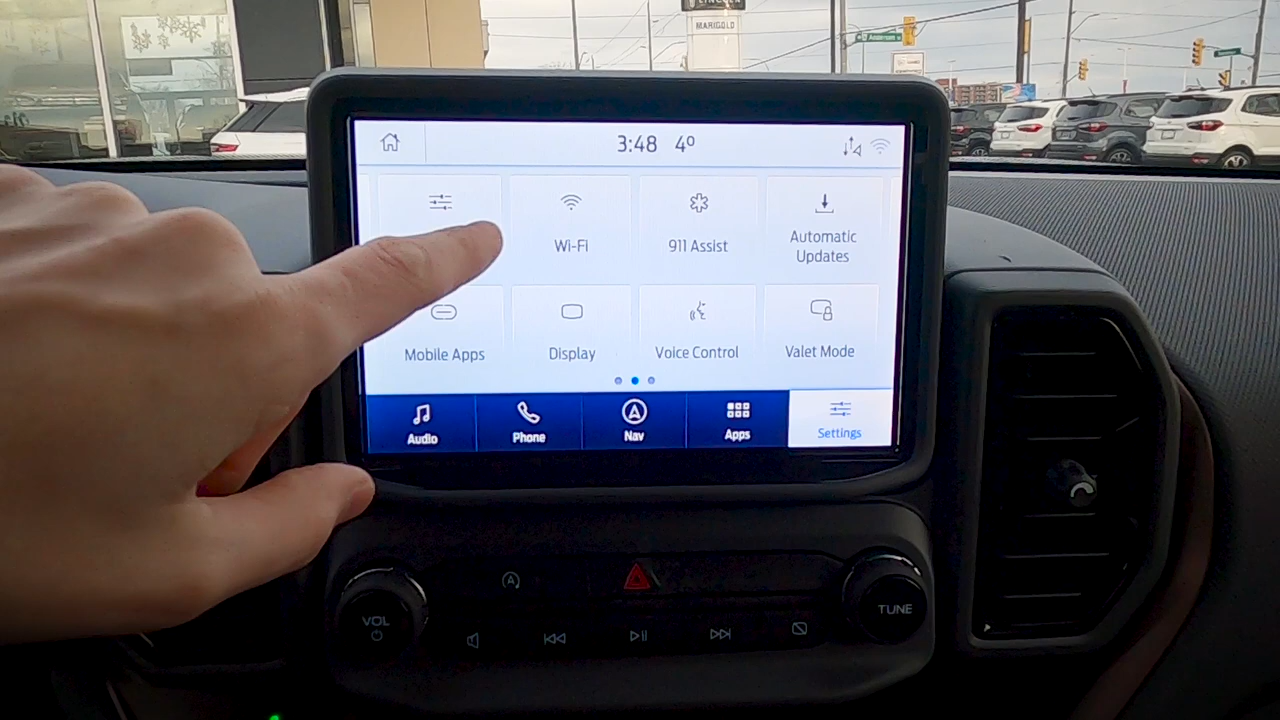 LINCOLN
MARIGOLD
3:48 4°
Wi-Fi
911 Assist
Automatic
Updates
Mobile Apps
Display
Voice Control
Valet Mode
Audio
Phone
Nav
Apps
Settings
VOL
TUNE